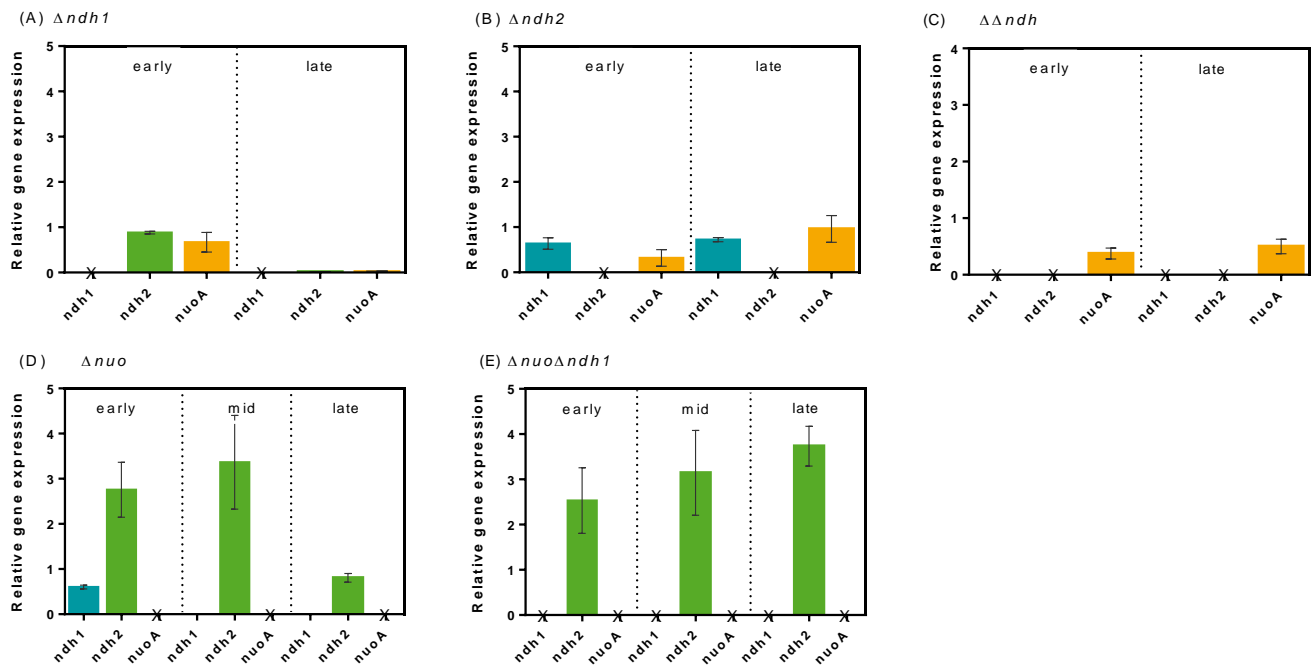 (A) Δndh1
Relative gene expression
5
4
3
2
1
0
early
late
X
X
ndh1
ndh2
nuoA
ndh1
ndh2
nuoA
(B) Δndh2
Relative gene expression
5
4
3
2
1
0
early
late
X
X
ndh1
ndh2
nuoA
ndh1
ndh2
nuoA
(C) ΔΔndh
Relative gene expression
4
3
2
1
0
early
late
X
X
X
X
ndh1
ndh2
nuoA
ndh1
ndh2
nuoA
(D) Δnuo
Relative gene expression
5
4
3
2
1
0
early
mid
late
X
X
X
ndh1
ndh2
nuoA
ndh1
ndh2
nuoA
ndh1
ndh2
nuoA
(E) ΔnuoΔndh1
Relative gene expression
5
4
3
2
1
0
early
mid
late
X
X
X
X
X
X
ndh1
ndh2
nuoA
ndh1
ndh2
nuoA
ndh1
ndh2
nuoA